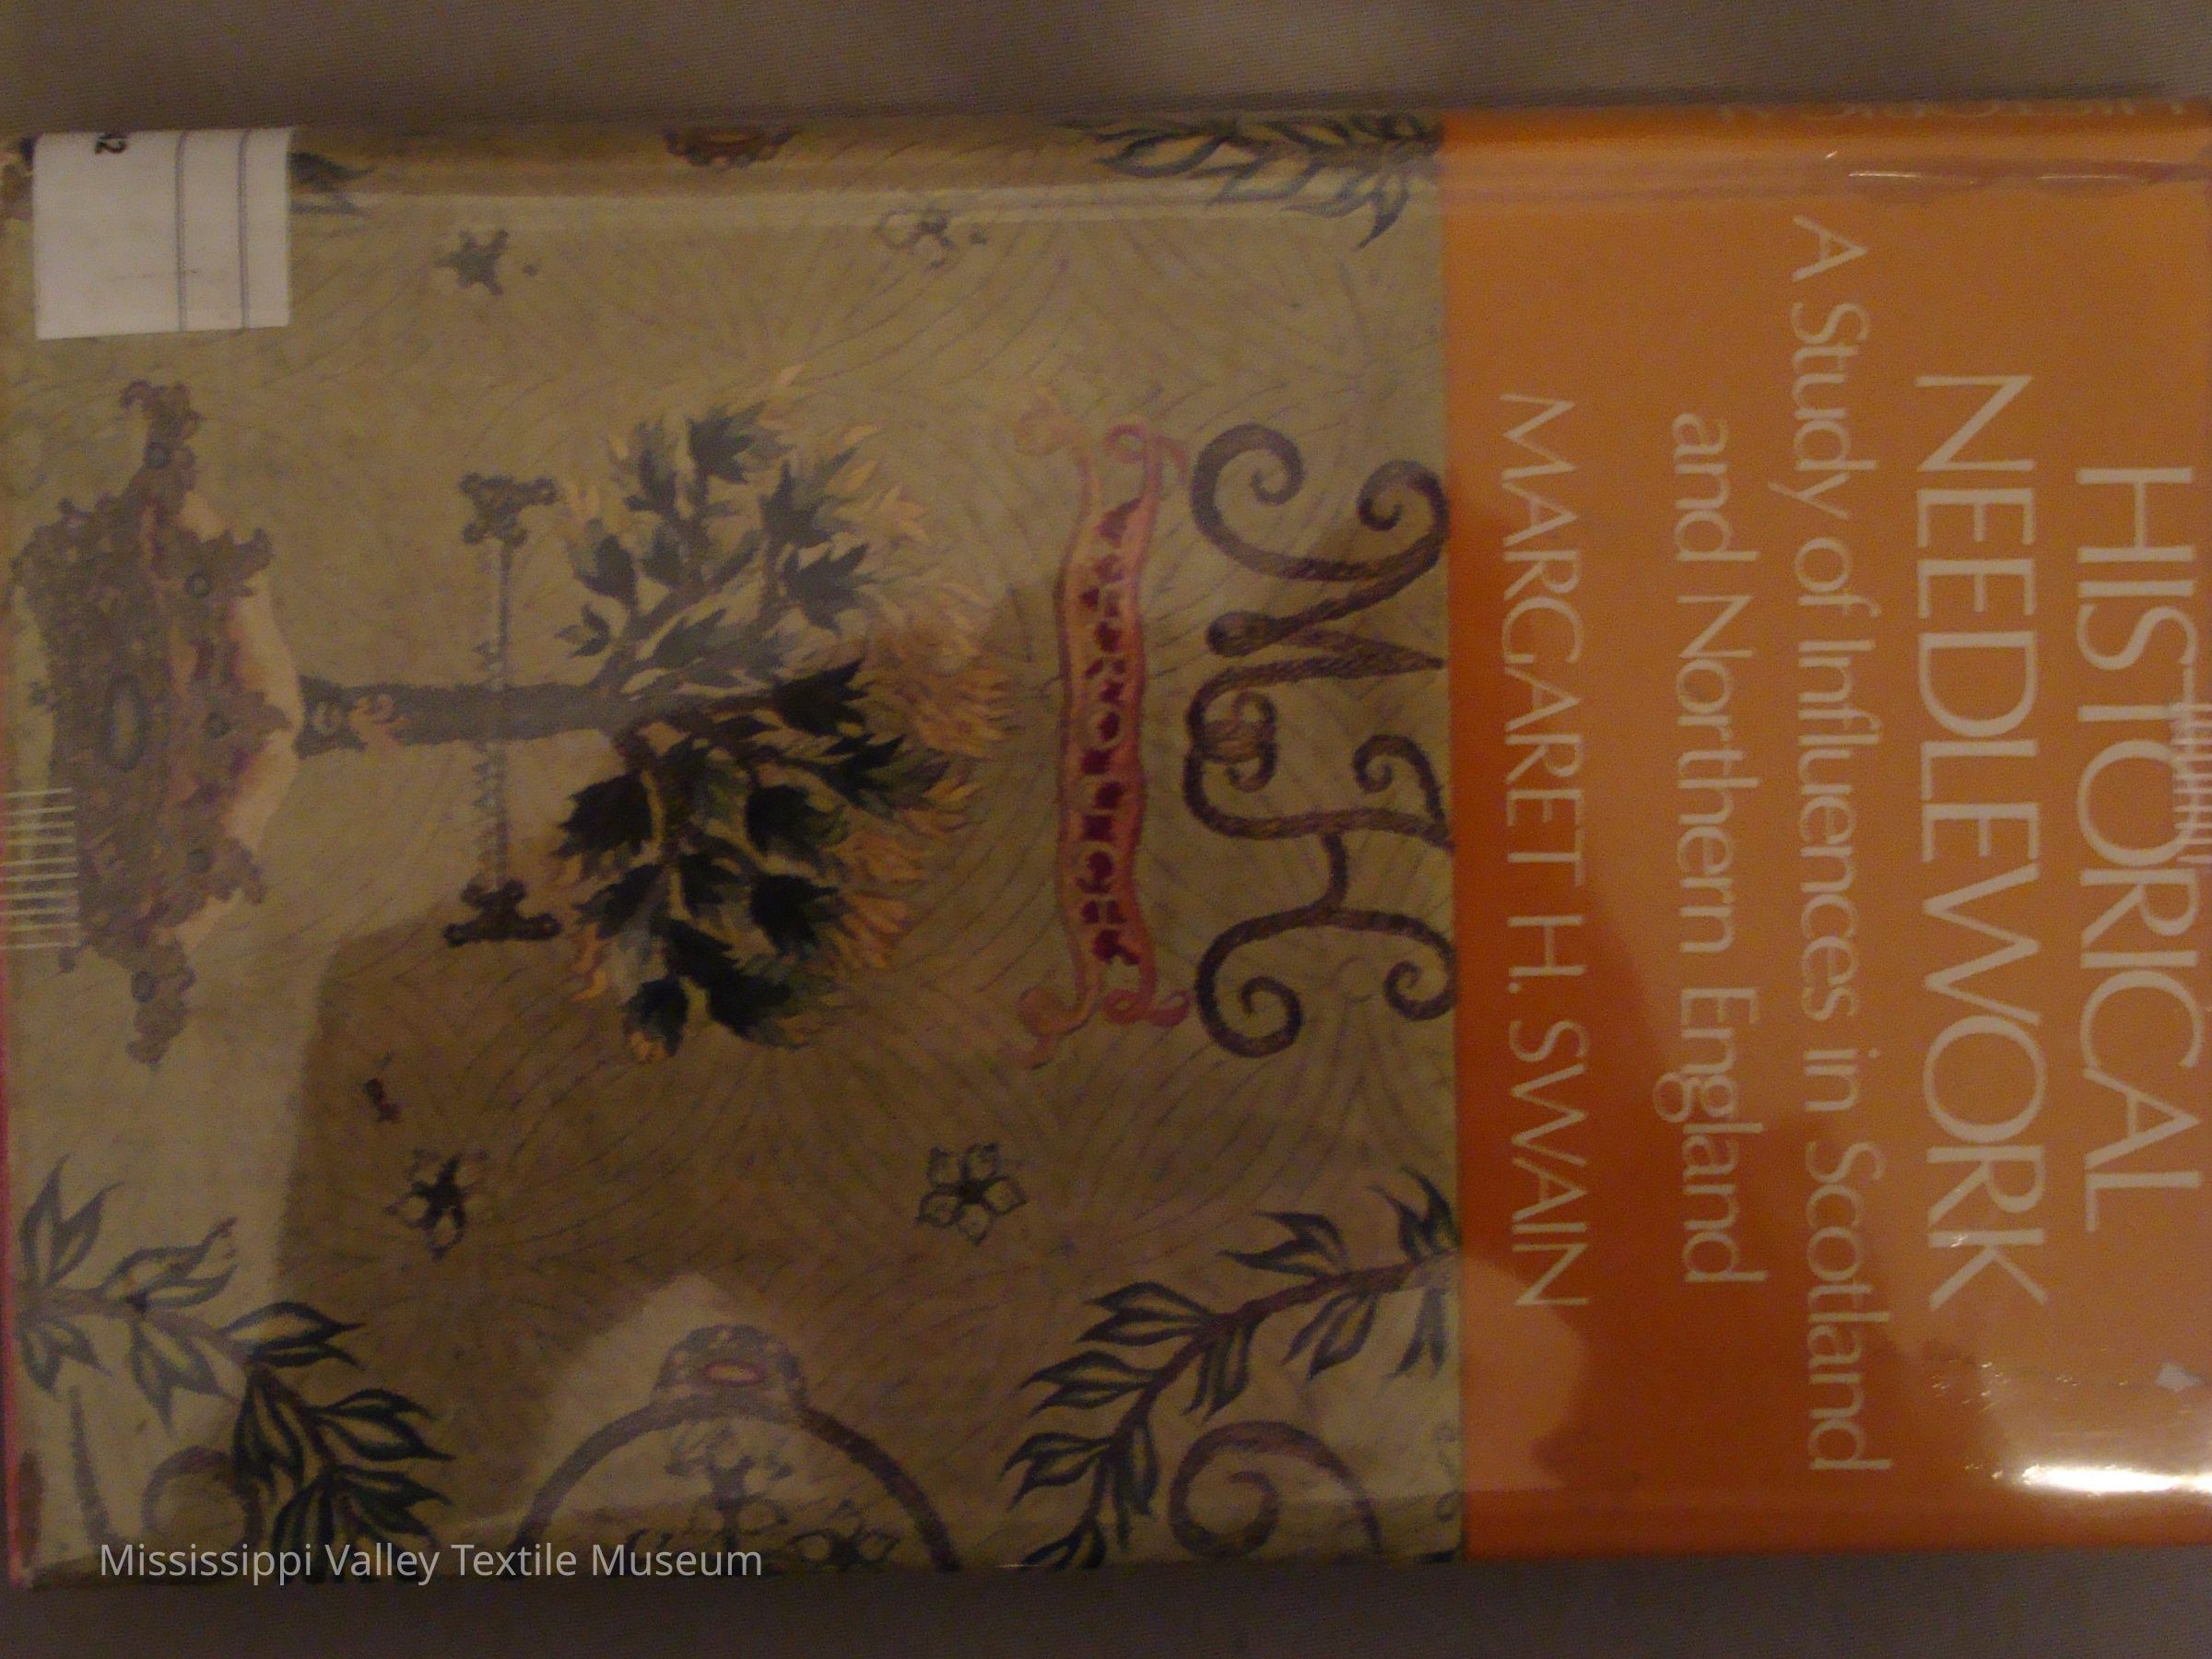 HISTORICAL
NEEDLEWORK
A Study of Influences in Scotland
and Northern England
MARGARET H. SWAIN
Mississippi Valley Textile Museum